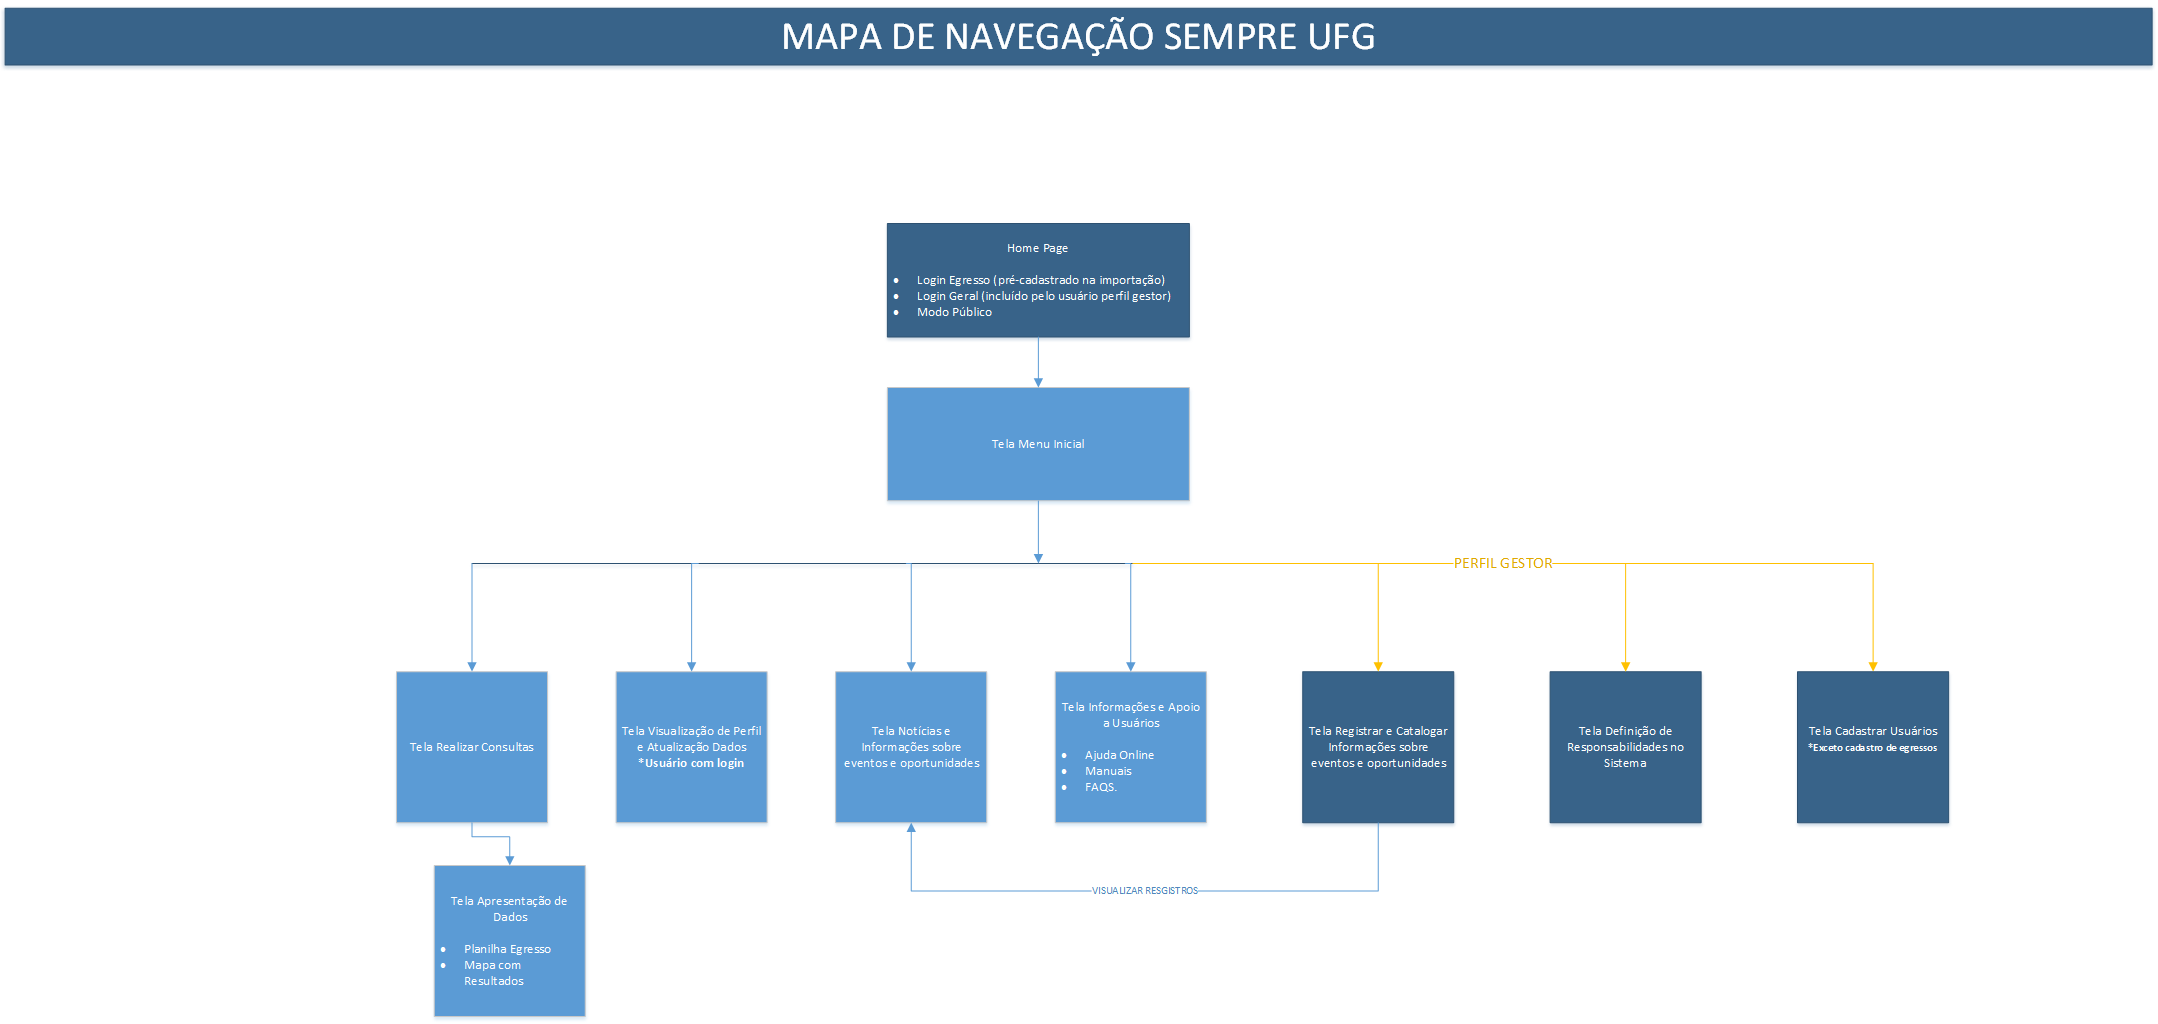 MAPA DE NAVEGAÇÃO SEMPRE UFG
Home Page
● Login Egresso (pré-cadastrado na importação)
● Login Geral (incluído pelo usuário perfil gestor)
● Modo Público
Tela Menu Inicial
PERFIL GESTOR
Tela Realizar Consultas
Tela Visualização de Perfil
e Atualização Dados
*Usuário com login
Tela Notícias e
Informações sobre
eventos e oportunidades
Tela Informações e Apoio
a Usuários
● Ajuda Online
● Manuais
● FAQS.
Tela Registrar e Catalogar
Informações sobre
eventos e oportunidades
Tela Definição de
Responsabilidades no
Sistema
Tela Cadastrar Usuários
*Exceto cadastro de egressos
VISUALIZAR RESGISTROS
Tela Apresentação de
Dados
● Planilha Egresso
● Mapa com
Resultados